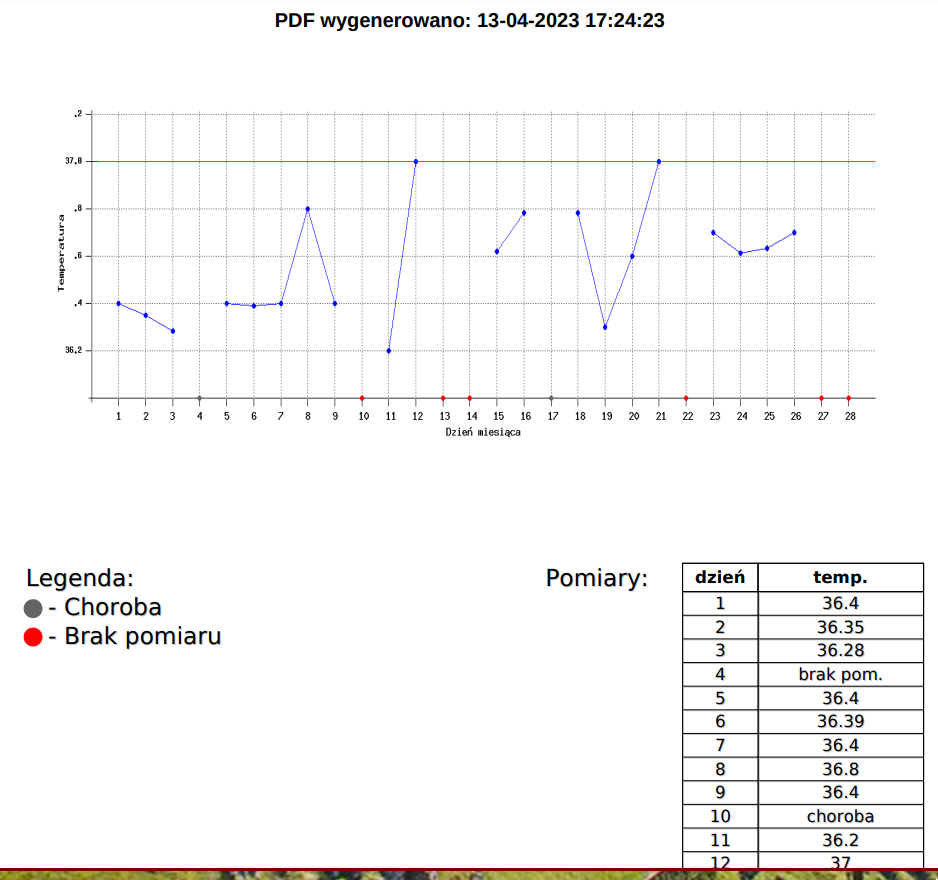 PDF wygenerowano: 13-04-2023 17:24:23
.2
37.0
.8
.6
.4
36.2
Temperatura
1 2 3 4 5 6 7 8 9 10 11 12 13 14 15 16 17 18 19 20 21 22 23 24 25 26 27 28
Dzień miesiąca
Legenda:
- Choroba
- Brak pomiaru
Pomiary:
dzień temp.
1 36.4
2 36.35
3 36.28
4 brak pom.
5 36.4
6 36.39
7 36.4
8 36.8
9 36.4
10 choroba
11 36.2
12 37